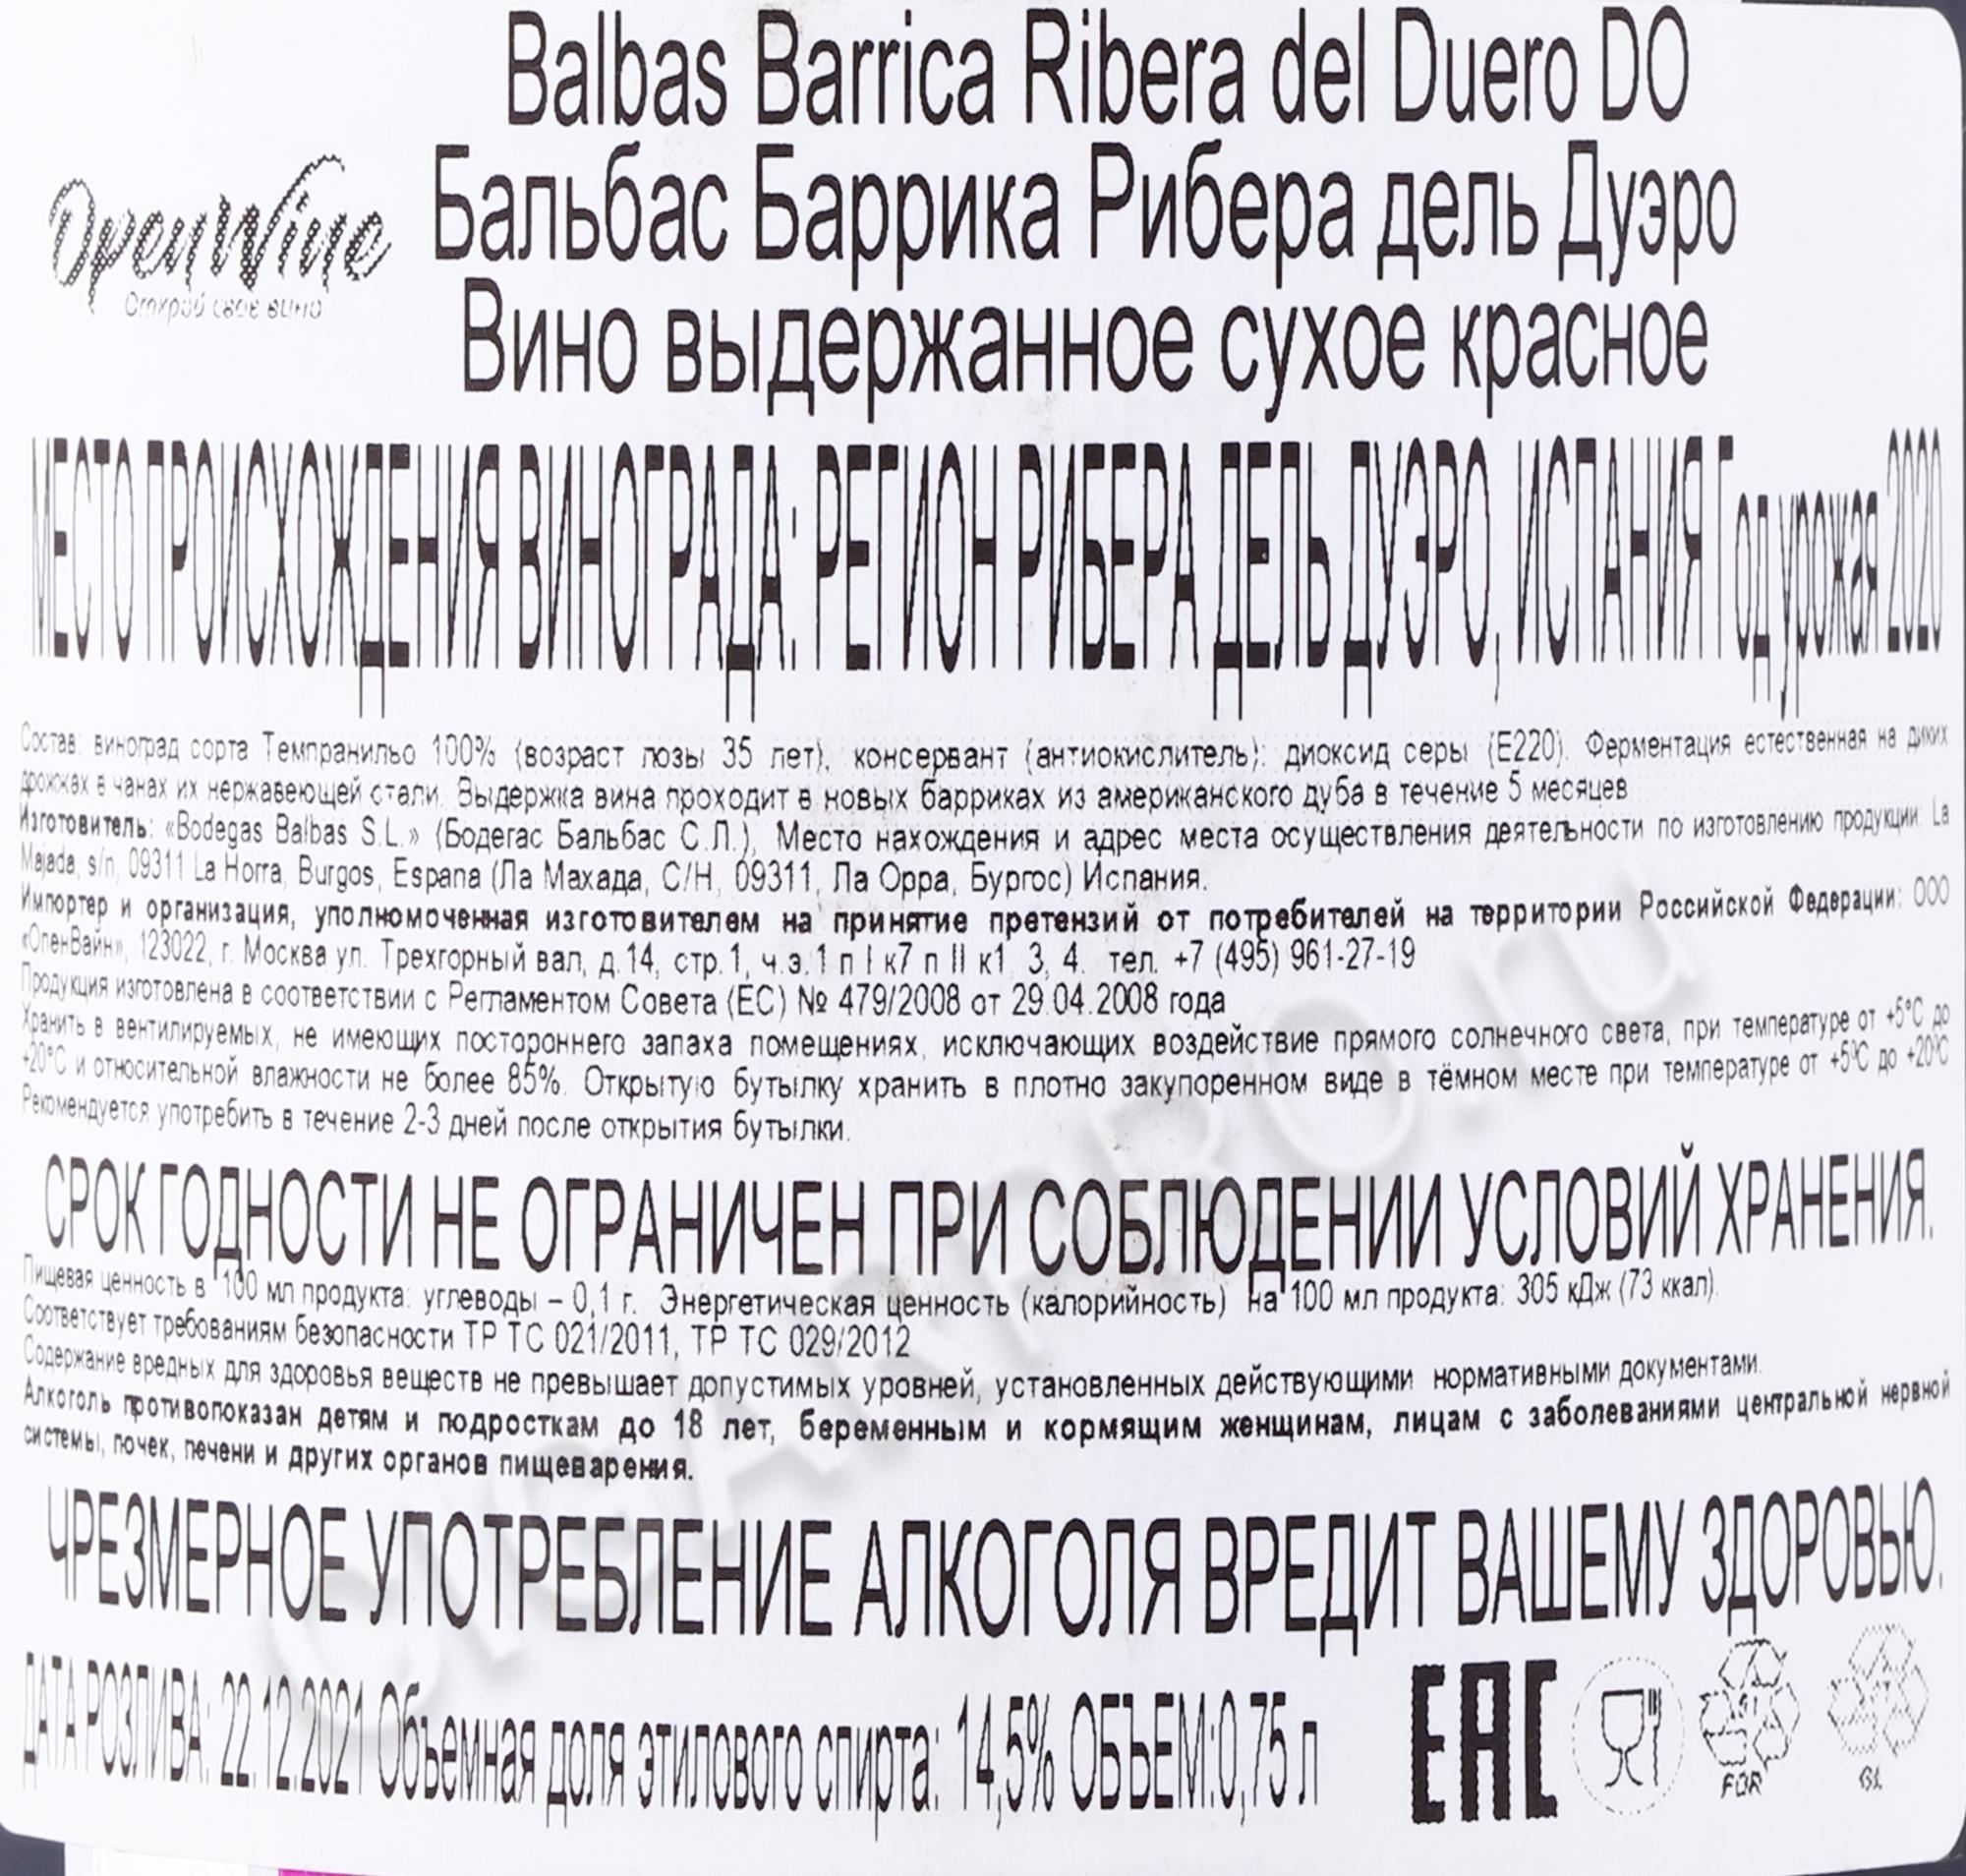 Balbas Barrica Ribera del Duero DO
Бальбас Баррика Рибера дель Дуэро
OpenWine
Открой свое вино
Вино выдержанное сухое красное
МЕСТО ПРОИСХОЖДЕНИЯ ВИНОГРАДА: РЕГИОН РИБЕРА ДЕЛЬ ДУЭРО, ИСПАНИЯ Год урожая 2020
Состав: виноград сорта Темпранильо 100% (возраст лозы 35 лет), консервант (антиокислитель): диоксид серы (Е220). Ферментация естественная на диких
дрожжах в чанах их нержавеющей стали. Выдержка вина проходит в новых барриках из американского дуба в течение 5 месяцев
Изготовитель: «Bodegas Balbas S.L.» (Бодегас Бальбас С.Л.), Место нахождения и адрес места осуществления деятельности по изготовлению продукции: La
Majada, s/n, 09311 La Horra, Burgos, Espana (Ла Махада, С/Н, 09311, Ла Орра, Бургос) Испания.
Импортер и организация, уполномоченная изготовителем на принятие претензий от потребителей на территории Российской Федерации: ООО
«ОпенВайн», 123022, г. Москва ул. Трехгорный вал, д.14, стр.1, ч.э.1 п I к7 п II к1, 3, 4. тел. +7 (495) 961-27-19
Продукция изготовлена в соответствии с Регламентом Совета (ЕС) № 479/2008 от 29.04.2008 года
Хранить в вентилируемых, не имеющих постороннего запаха помещениях, исключающих воздействие прямого солнечного света, при температуре от +5°С до
+20°С и относительной влажности не более 85%. Открытую бутылку хранить в плотно закупоренном виде в тёмном месте при температуре от +5°С до +20°С
Рекомендуется употребить в течение 2-3 дней после открытия бутылки.
СРОК ГОДНОСТИ НЕ ОГРАНИЧЕН ПРИ СОБЛЮДЕНИИ УСЛОВИЙ ХРАНЕНИЯ.
Пищевая ценность в 100 мл продукта: углеводы – 0,1 г. Энергетическая ценность (калорийность) на 100 мл продукта: 305 кДж (73 ккал).
Соответствует требованиям безопасности ТР ТС 021/2011, ТР ТС 029/2012
Содержание вредных для здоровья веществ не превышает допустимых уровней, установленных действующими нормативными документами.
Алкоголь противопоказан детям и подросткам до 18 лет, беременным и кормящим женщинам, лицам с заболеваниями центральной нервной
системы, почек, печени и других органов пищеварения.
ЧРЕЗМЕРНОЕ УПОТРЕБЛЕНИЕ АЛКОГОЛЯ ВРЕДИТ ВАШЕМУ ЗДОРОВЬЮ.
ДАТА РОЗЛИВА: 22.12.2021 Объемная доля этилового спирта: 14,5% ОБЪЕМ:0,75 л
ЕАС
FOR
CIGARPRO.ru